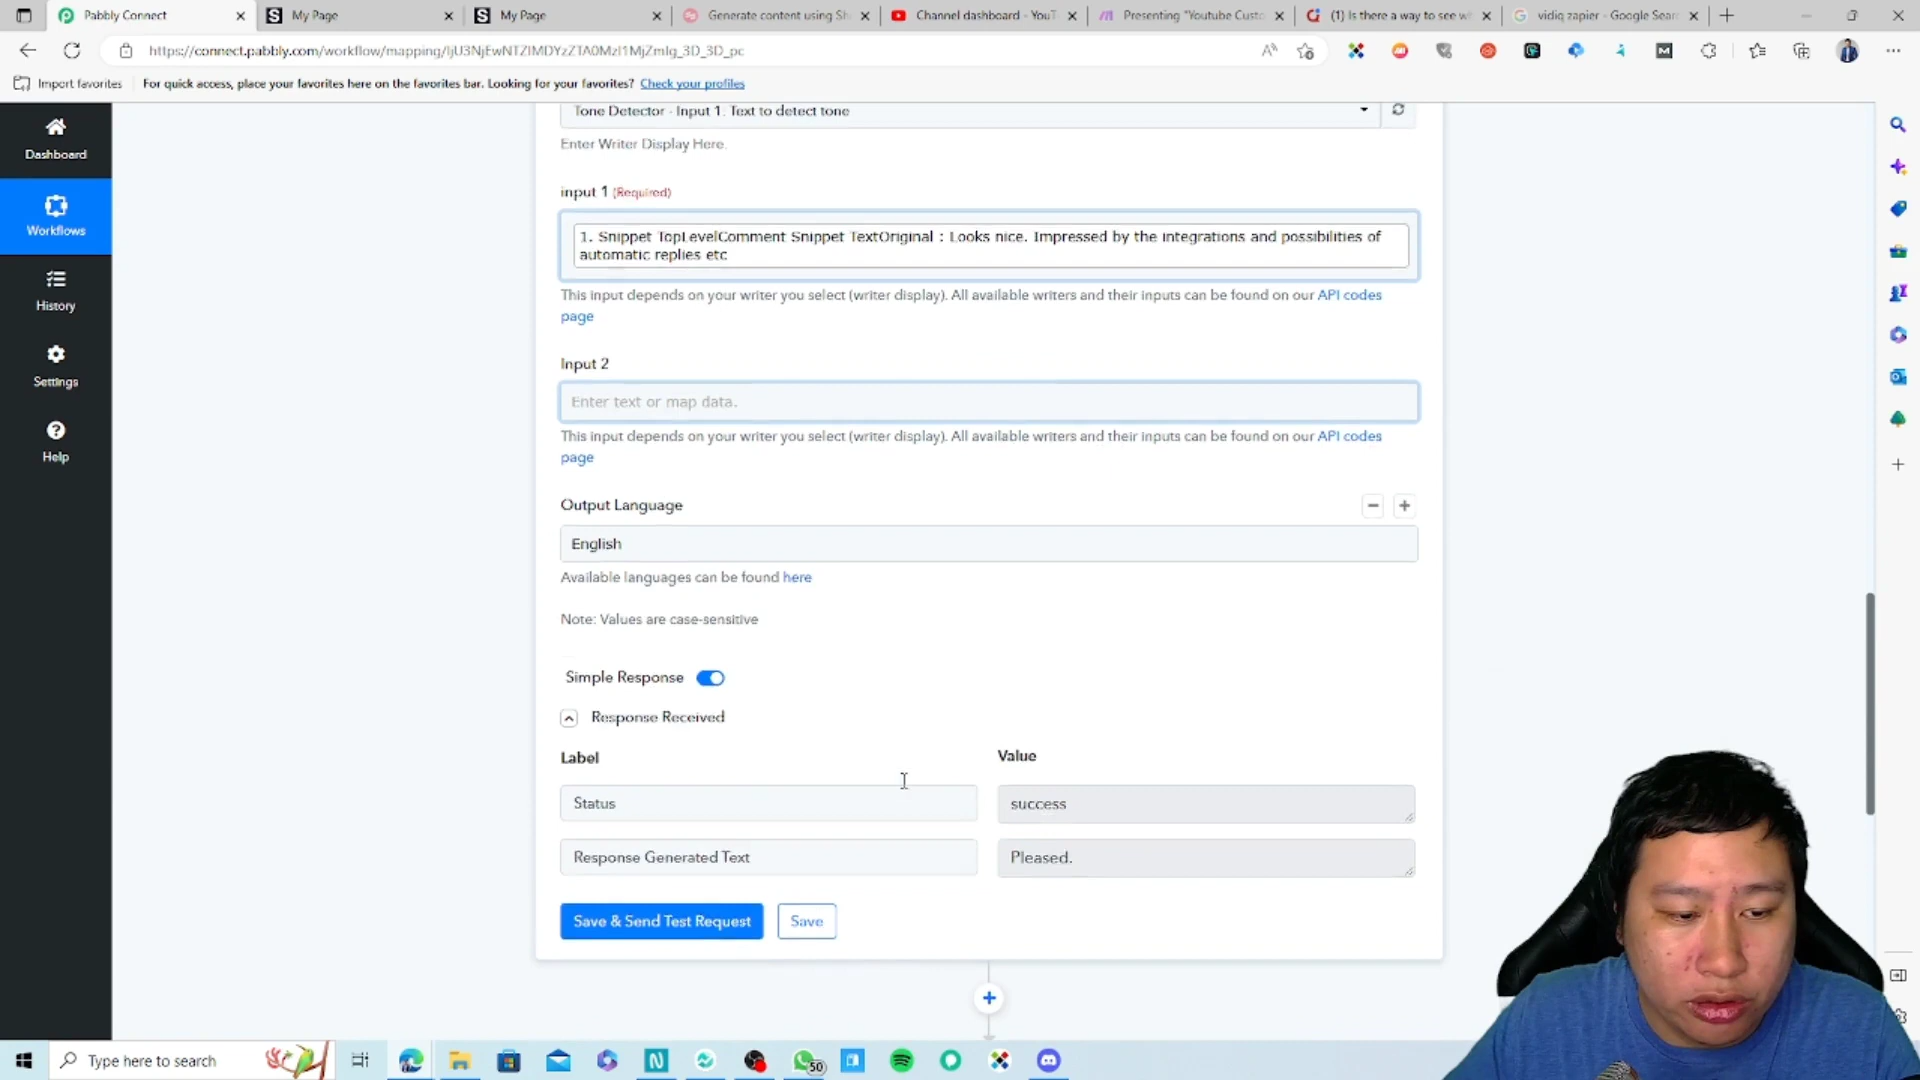 Pabbly Connect
My Page
My Page
Generate content using Sh
Channel dashboard - YouT
Presenting "Youtube Custo
(1) Is there a way to see w
vidiq zapier - Google Sear
https://connect.pabbly.com/workflow/mapping/
Import favorites
For quick access, place your favorites here on the favorites bar. Looking for your favorites? Check your profiles
Dashboard
Workflows
History
Settings
Help
Tone Detector - Input 1. Text to detect tone
Enter Writer Display Here.
input 1 (Required)
1. Snippet TopLevelComment Snippet TextOriginal : Looks nice. Impressed by the integrations and possibilities of
automatic replies etc
This input depends on your writer you select (writer display). All available writers and their inputs can be found on our API codes
page
Input 2
Enter text or map data.
This input depends on your writer you select (writer display). All available writers and their inputs can be found on our API codes
page
Output Language
English
Available languages can be found here
Note: Values are case-sensitive
Simple Response
Response Received
Label
Value
Status
success
Response Generated Text
Pleased.
Save & Send Test Request
Save
Type here to search
50